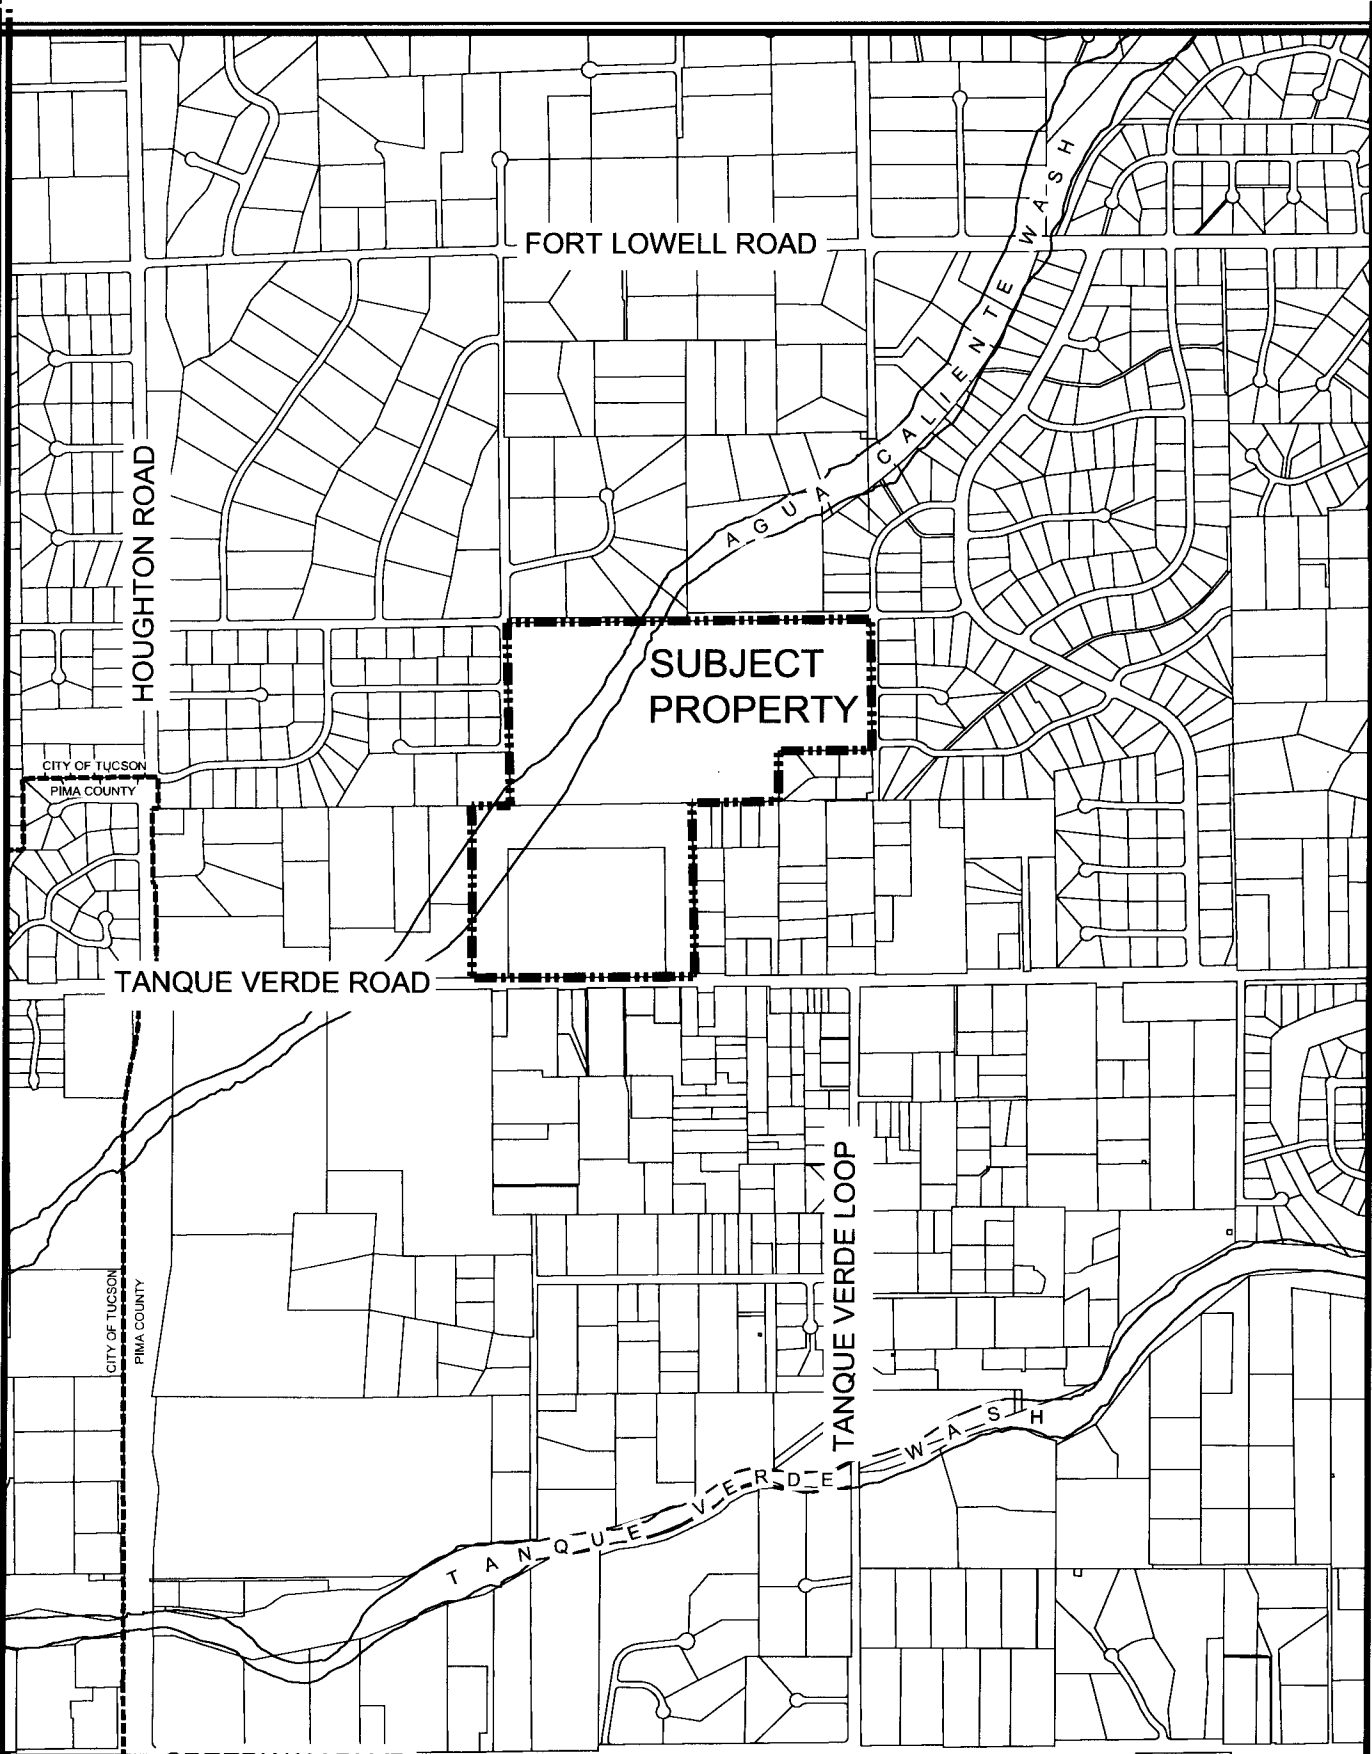 FORT LOWELL ROAD
AGUA CALIENTE WASH
HOUGHTON ROAD
SUBJECT
PROPERTY
CITY OF TUCSON
PIMA COUNTY
TANQUE VERDE ROAD
TANQUE VERDE LOOP
CITY OF TUCSON
PIMA COUNTY
TANQUE VERDE WASH